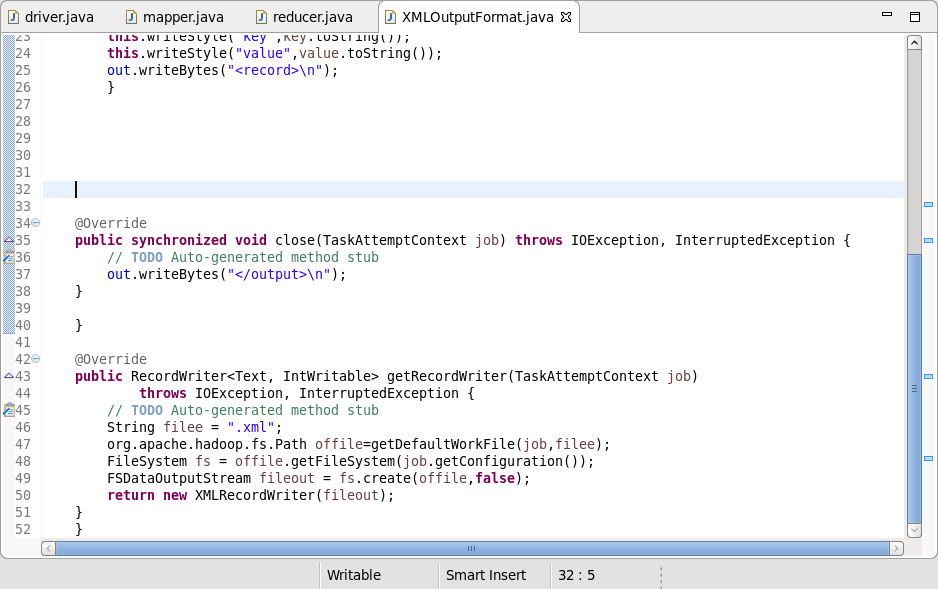 driver.java mapper.java reducer.java XMLOutputFormat.java
23 this.writeStyle("key",key.toString());
24 this.writeStyle("value",value.toString());
25 out.writeBytes("<record>\n");
26 }
27
28
29
30
31
32
33
34 @Override
35 public synchronized void close(TaskAttemptContext job) throws IOException, InterruptedException {
36 // TODO Auto-generated method stub
37 out.writeBytes("</output>\n");
38 }
39
40 }
41
42 @Override
43 public RecordWriter<Text, IntWritable> getRecordWriter(TaskAttemptContext job)
44 throws IOException, InterruptedException {
45 // TODO Auto-generated method stub
46 String filee = ".xml";
47 org.apache.hadoop.fs.Path offile=getDefaultWorkFile(job,filee);
48 FileSystem fs = offile.getFileSystem(job.getConfiguration());
49 FSDataOutputStream fileout = fs.create(offile,false);
50 return new XMLRecordWriter(fileout);
51 }
52 }
Writable Smart Insert 32 : 5